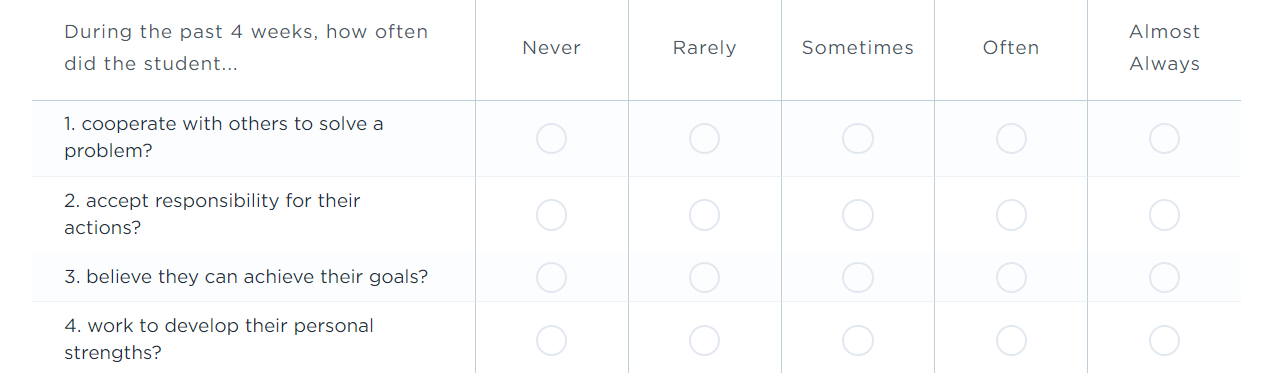 During the past 4 weeks, how often
did the student...
Never
Rarely
Sometimes
Often
Almost
Always
1. cooperate with others to solve a
problem?
2. accept responsibility for their
actions?
3. believe they can achieve their goals?
4. work to develop their personal
strengths?